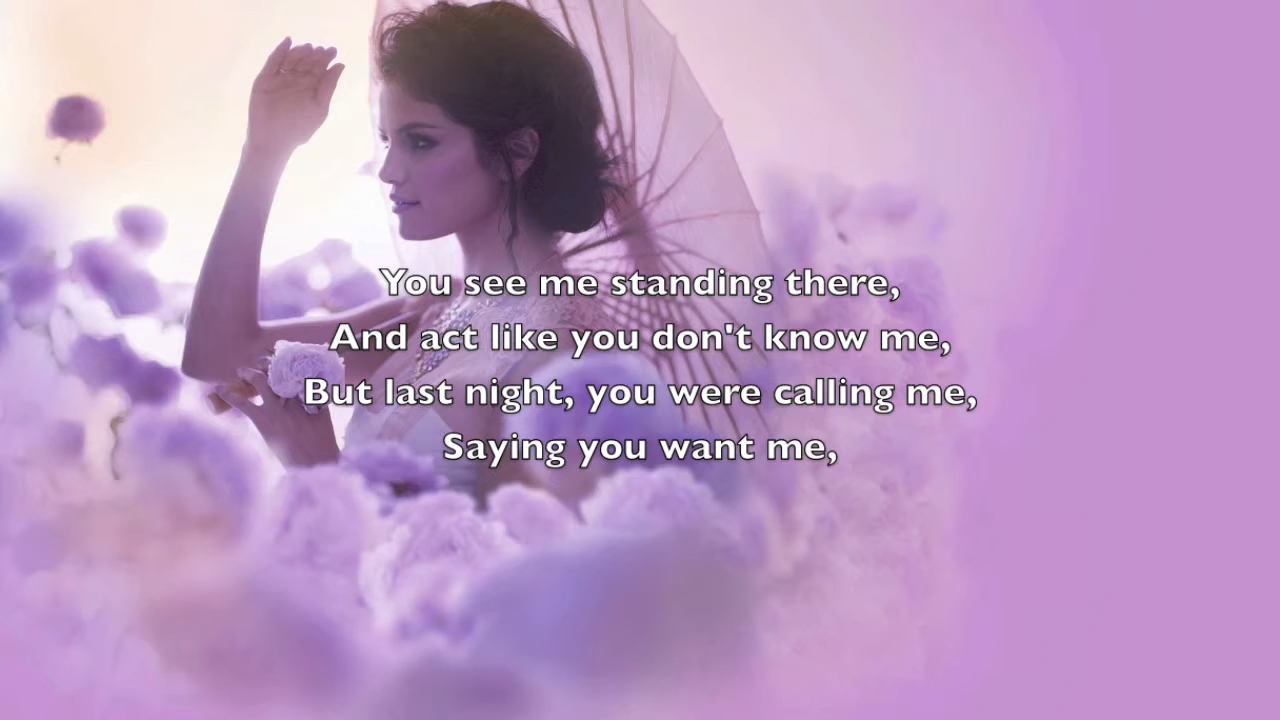 You see me standing there,
And act like you don't know me,
But last night, you were calling me,
Saying you want me,